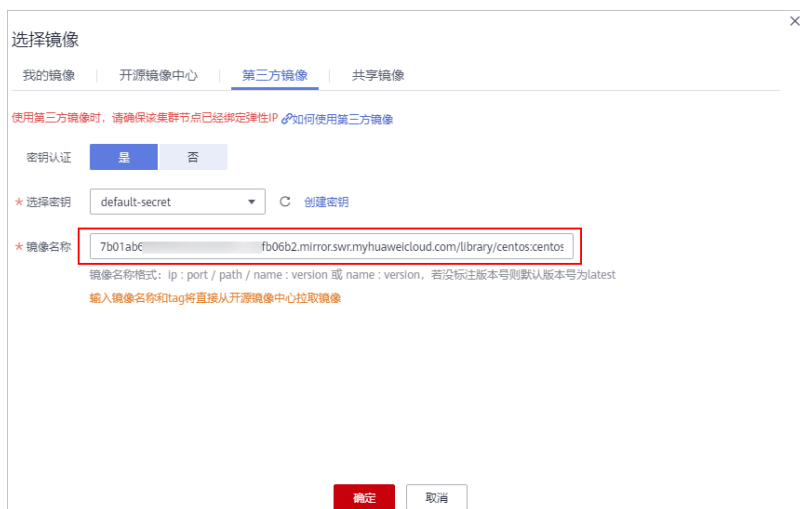 选择镜像
我的镜像 开源镜像中心 第三方镜像 共享镜像
使用第三方镜像时，请确保该集群节点已经绑定弹性IP 如何使用第三方镜像
密钥认证 是 否
* 选择密钥 default-secret 创建密钥
* 镜像名称 7b01ab6 fb06b2.mirror.swr.myhuaweicloud.com/library/centos:centos
镜像名称格式：ip : port / path / name : version 或 name : version，若没标注版本号则默认版本号为latest
输入镜像名称和tag将直接从开源镜像中心拉取镜像
确定 取消